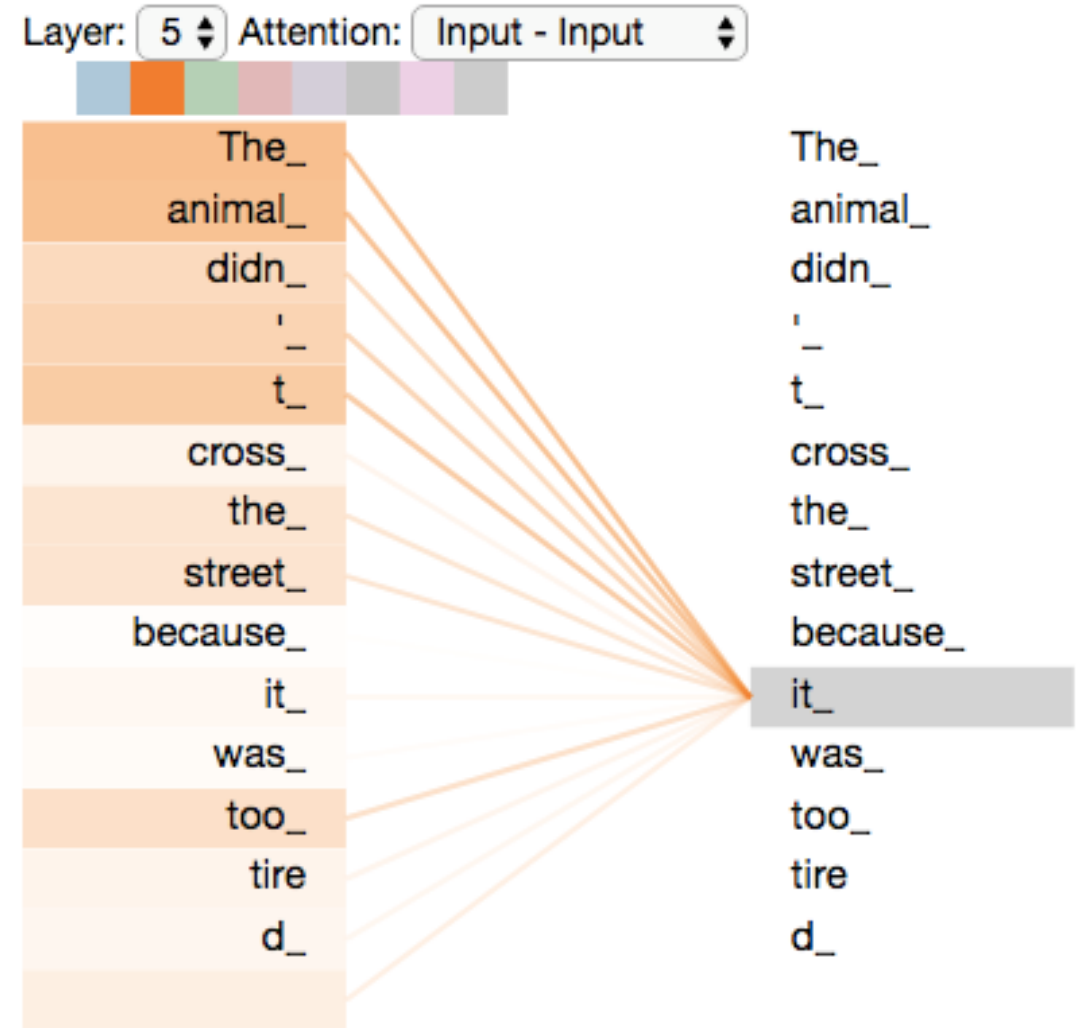 Layer: 5 Attention: Input - Input
The_ The_
animal_ animal_
didn_ didn_
'_ '_
t_ t_
cross_ cross_
the_ the_
street_ street_
because_ because_
it_ it_
was_ was_
too_ too_
tire tire
d_ d_